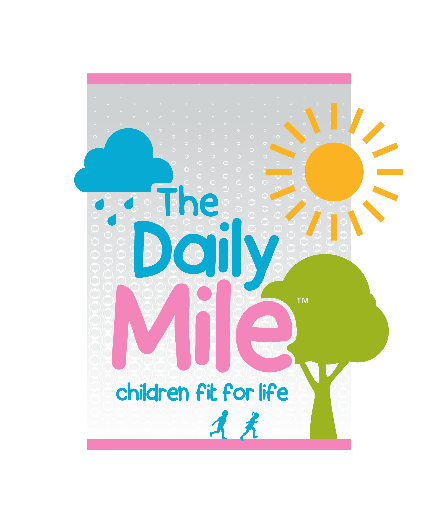 The
Daily
Mile™
children fit for life